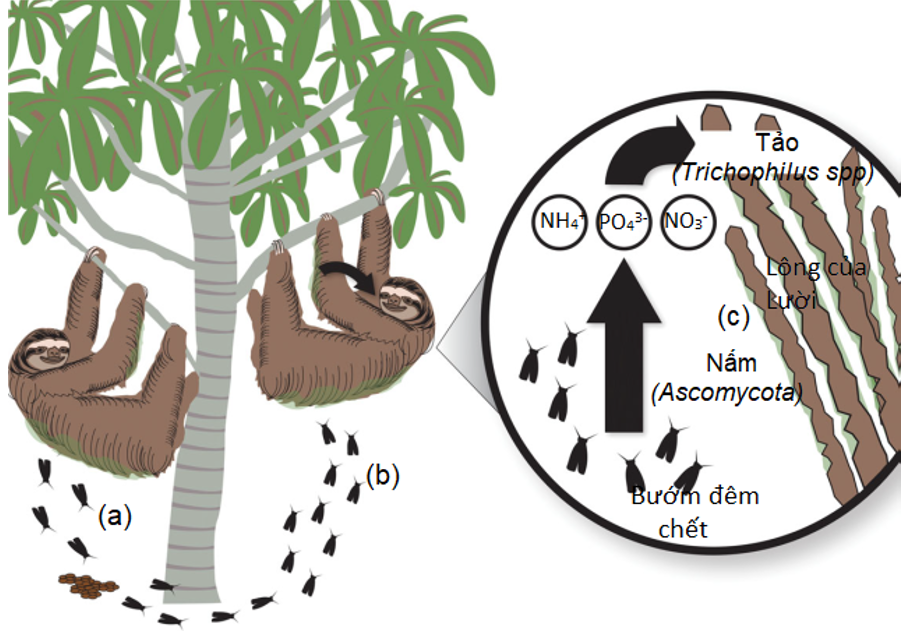 (a)
(b)
Tảo
(Trichophilus spp)
NH₄⁺
PO₄³⁻
NO₃⁻
Lông của
lười
(c)
Nấm
(Ascomycota)
Bướm đêm
chết